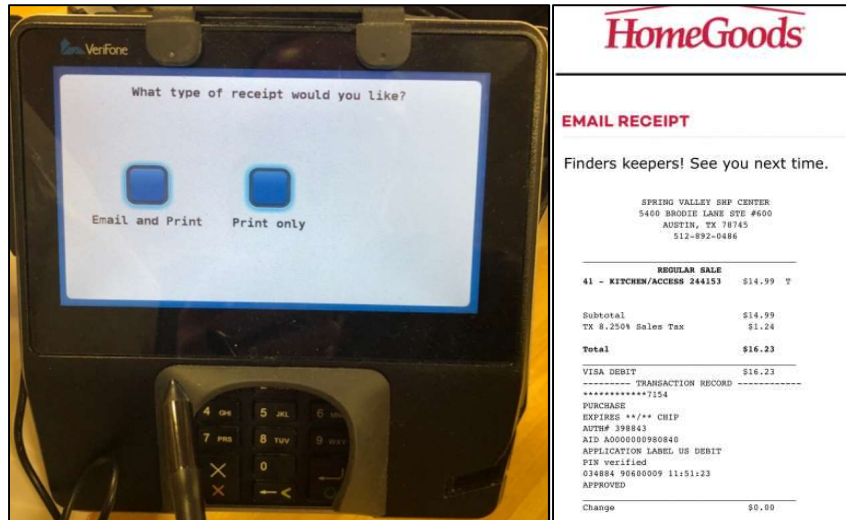 VeriFone
What type of receipt would you like?
Email and Print
Print only
4 GHI
5 JKL
7 PRS
8 TUV
9 WXY
0
HomeGoods
EMAIL RECEIPT
Finders keepers! See you next time.
SPRING VALLEY SHP CENTER
5400 BRODIE LANE STE #600
AUSTIN, TX 78745
512-892-0486
REGULAR SALE
41 - KITCHEN/ACCESS 244153 $14.99 T
Subtotal $14.99
TX 8.250% Sales Tax $1.24
Total $16.23
VISA DEBIT $16.23
--------- TRANSACTION RECORD ------------
************7154
PURCHASE
EXPIRES **/** CHIP
AUTH# 398843
AID A0000000980840
APPLICATION LABEL US DEBIT
PIN verified
034884 90600009 11:51:23
APPROVED
Change $0.00